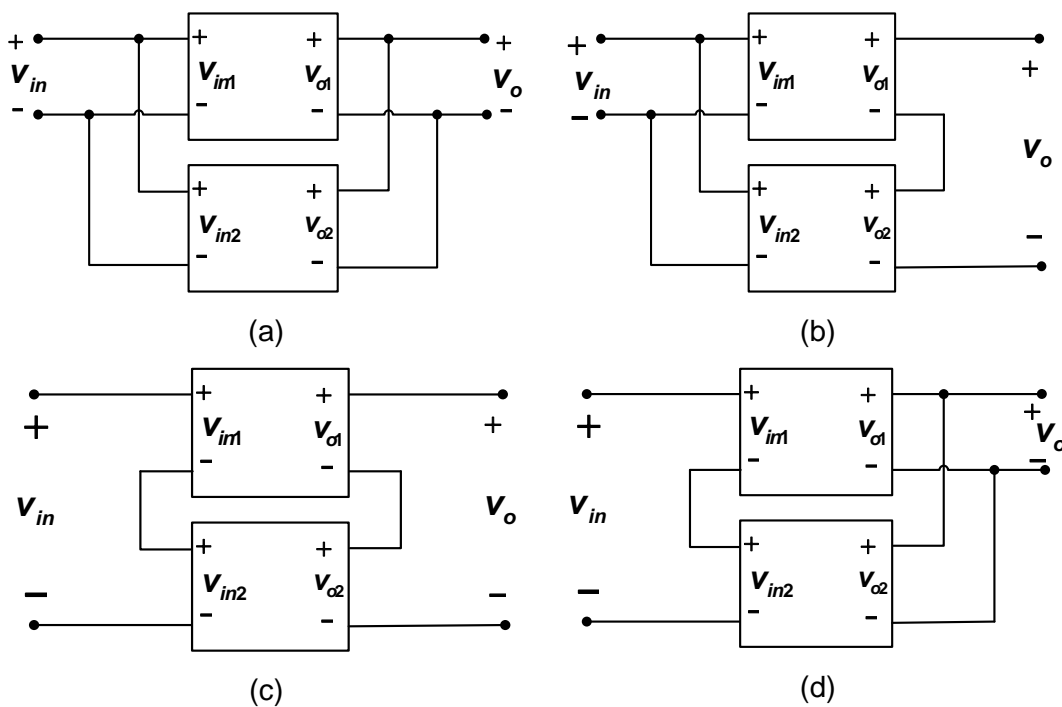 + + + +
V_in V_in1 V_o1 V_o
- - - -
+ +
V_in2 V_o2
- -
(a)
+ + +
V_in V_in1 V_o1 +
- - -
V_o
+ +
V_in2 V_o2
- - -
(b)
+ +
+ V_in1 V_o1 +
- -
V_in V_o
+ +
- V_in2 V_o2 -
- -
(c)
+ +
+ V_in1 V_o1 + V_o
- - -
V_in
+ +
- V_in2 V_o2
- -
(d)